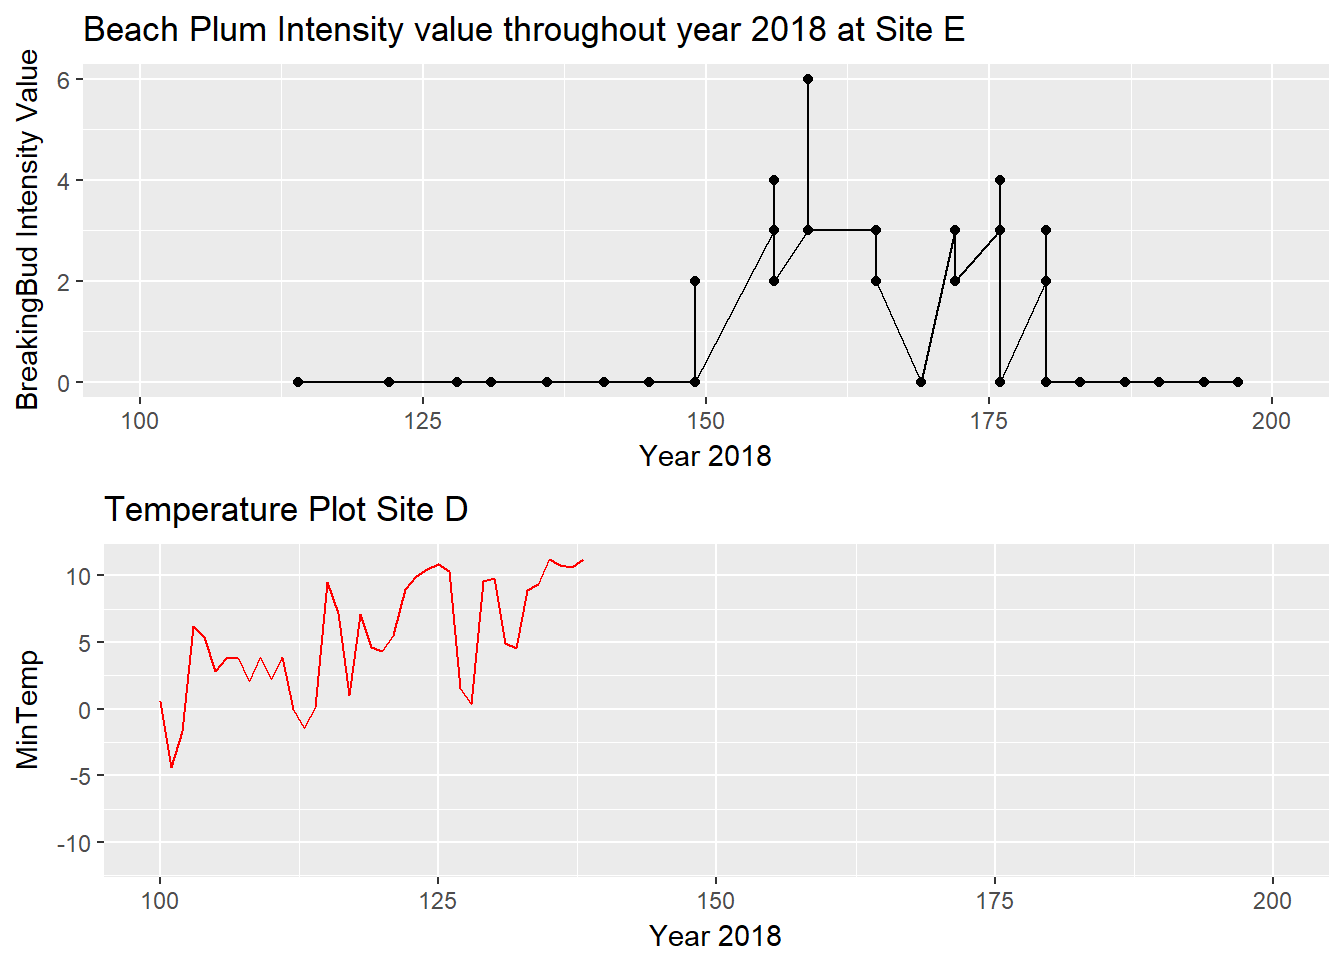 Beach Plum Intensity value throughout year 2018 at Site E
BreakingBud Intensity Value
6
4
2
0
100 125 150 175 200
Year 2018
Temperature Plot Site D
MinTemp
10
5
0
-5
-10
100 125 150 175 200
Year 2018